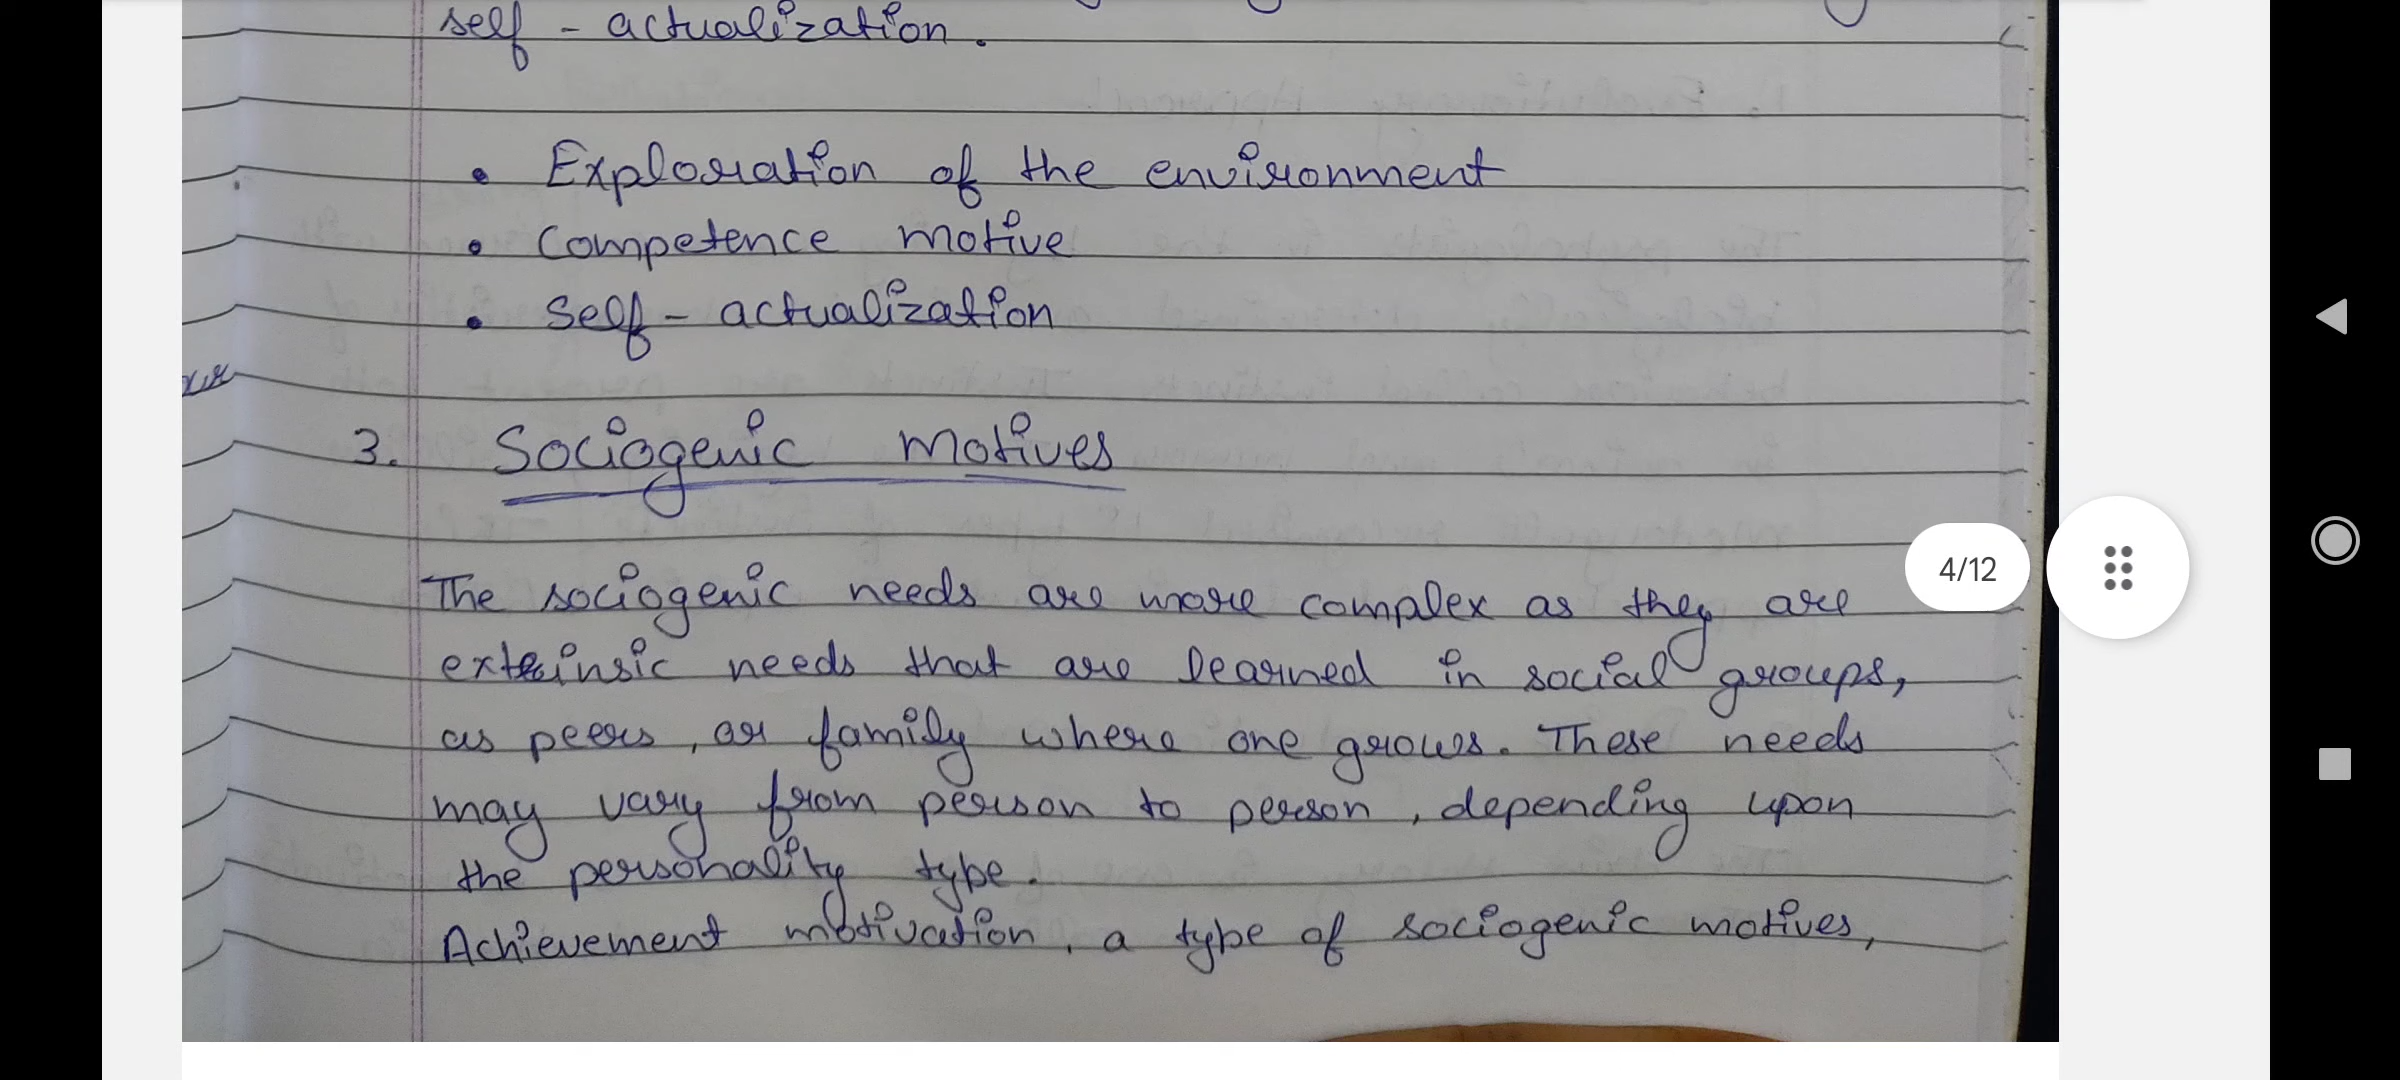 self - actualization.
• Exploration of the environment
• Competence motive
• Self - actualization
3. Sociogenic Motives
The sociogenic needs are more complex as they are
extrinsic needs that are learned in social groups,
as peers, or family where one grows. These needs
4/12
may vary from person to person, depending upon
the personality type.
Achievement motivation, a type of sociogenic motives,